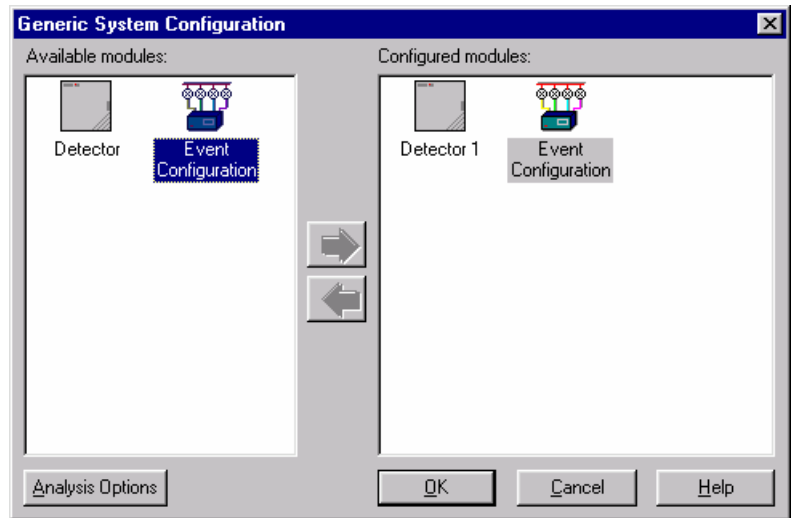 Generic System Configuration
Available modules:
Configured modules:
Detector
Event
Configuration
Detector 1
Event
Configuration
Analysis Options
OK
Cancel
Help